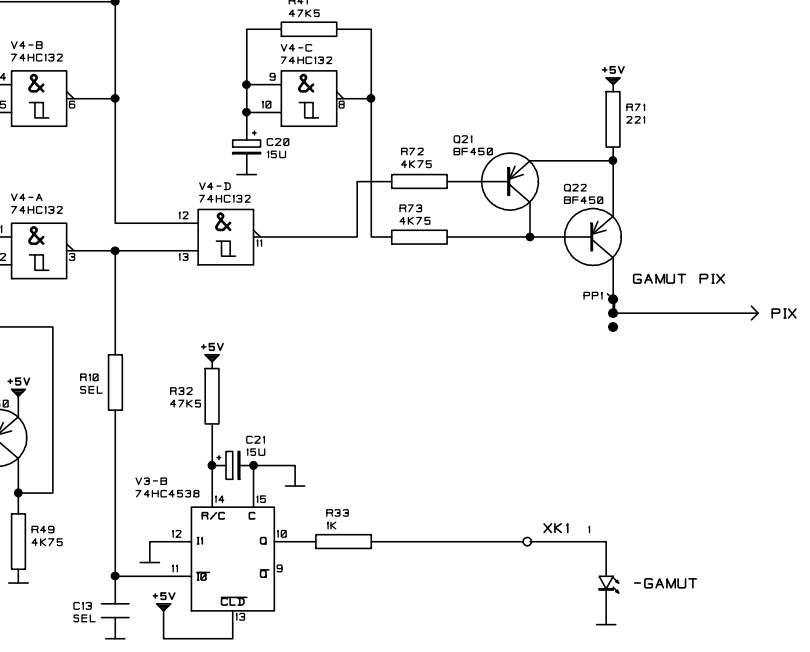 R41
47K5
V4-B
74HC132
4
5
&
6
V4-C
74HC132
9
10
&
8
+
C20
15U
+5V
R71
221
Q21
BF450
R72
4K75
Q22
BF450
R73
4K75
V4-A
74HC132
1
2
&
3
V4-D
74HC132
12
13
&
11
GAMUT PIX
PP1
PIX
R10
SEL
+5V
R32
47K5
+5V
C21
15U
+
V3-B
74HC4538
14
15
R/C
C
12
I1
Q
10
R33
1K
XK1
1
R49
4K75
11
I0
Q
9
-GAMUT
C13
SEL
+5V
CLD
13